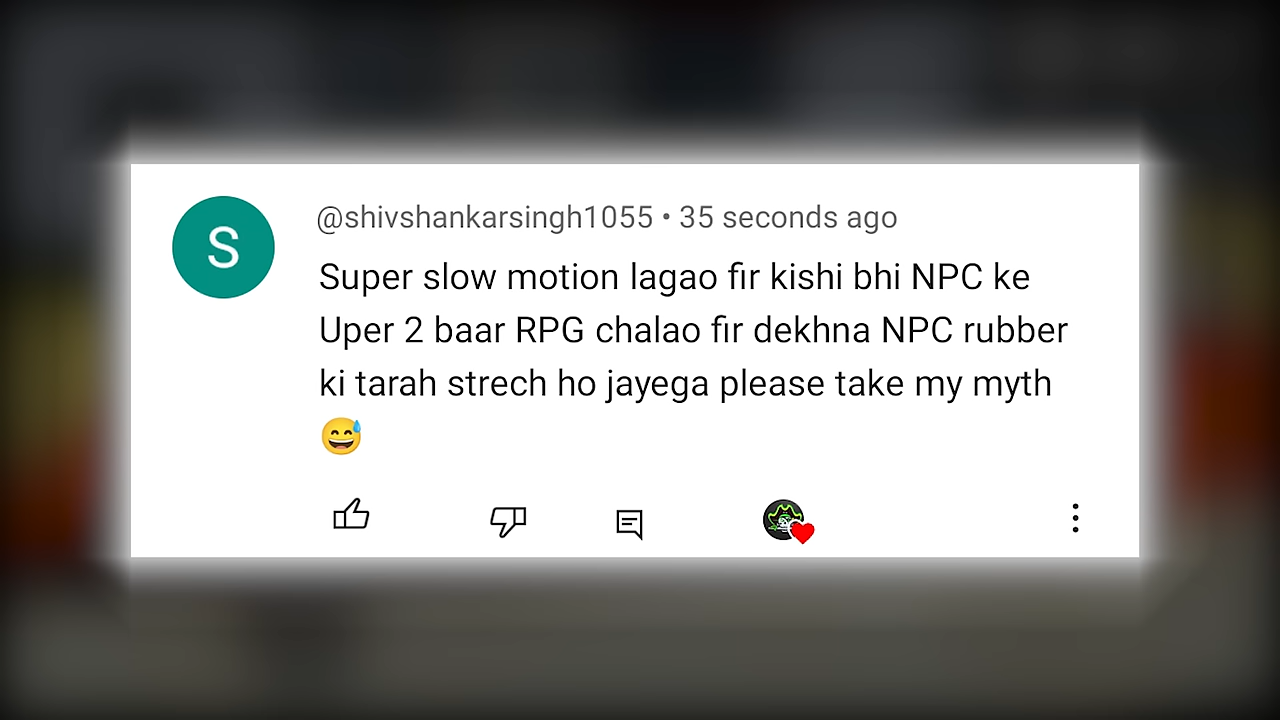 S
@shivshankarsingh1055 • 35 seconds ago
Super slow motion lagao fir kishi bhi NPC ke
Uper 2 baar RPG chalao fir dekhna NPC rubber
ki tarah strech ho jayega please take my myth
😅